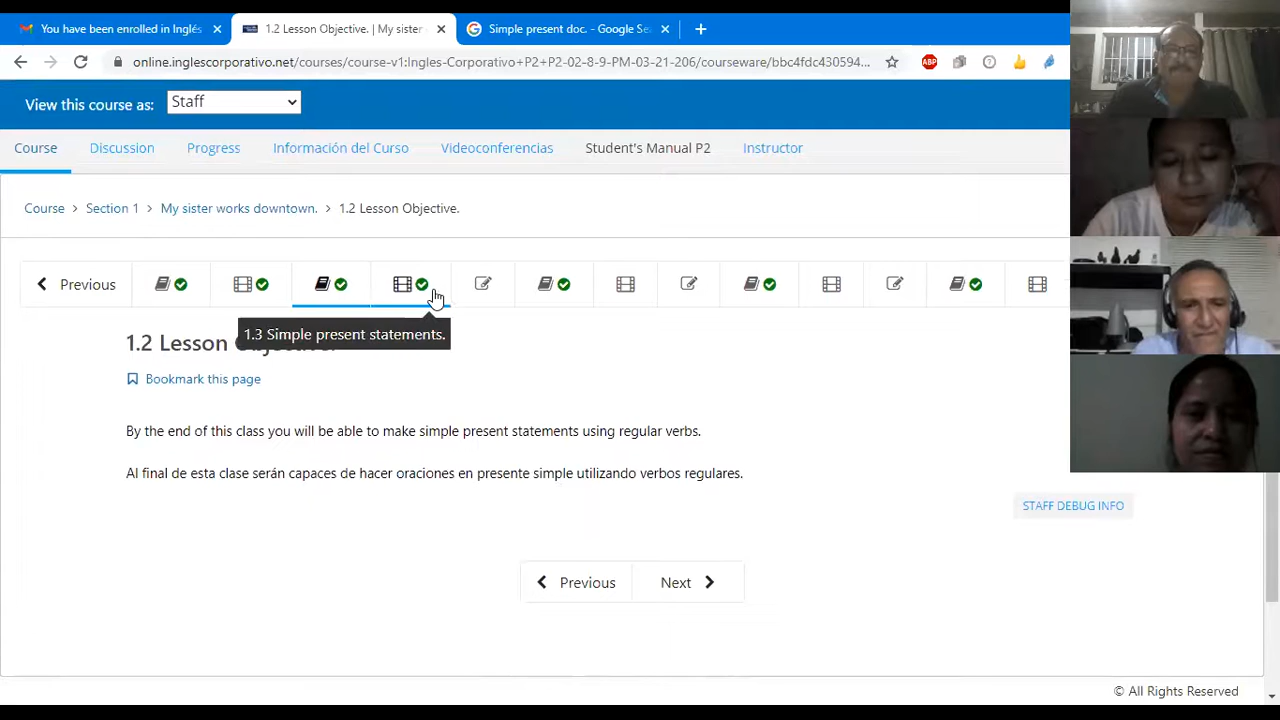 You have been enrolled in Inglés
1.2 Lesson Objective. | My sister
Simple present doc. - Google Sea
online.inglescorporativo.net/courses/course-v1:Ingles-Corporativo+P2+P2-02-8-9-PM-03-21-206/courseware/bbc4fdc430594...
ABP
View this course as:
Staff
Course
Discussion
Progress
Información del Curso
Videoconferencias
Student's Manual P2
Instructor
Course > Section 1 > My sister works downtown. > 1.2 Lesson Objective.
Previous
1.3 Simple present statements.
1.2 Lesson
Bookmark this page
By the end of this class you will be able to make simple present statements using regular verbs.
Al final de esta clase serán capaces de hacer oraciones en presente simple utilizando verbos regulares.
STAFF DEBUG INFO
Previous
Next
© All Rights Reserved